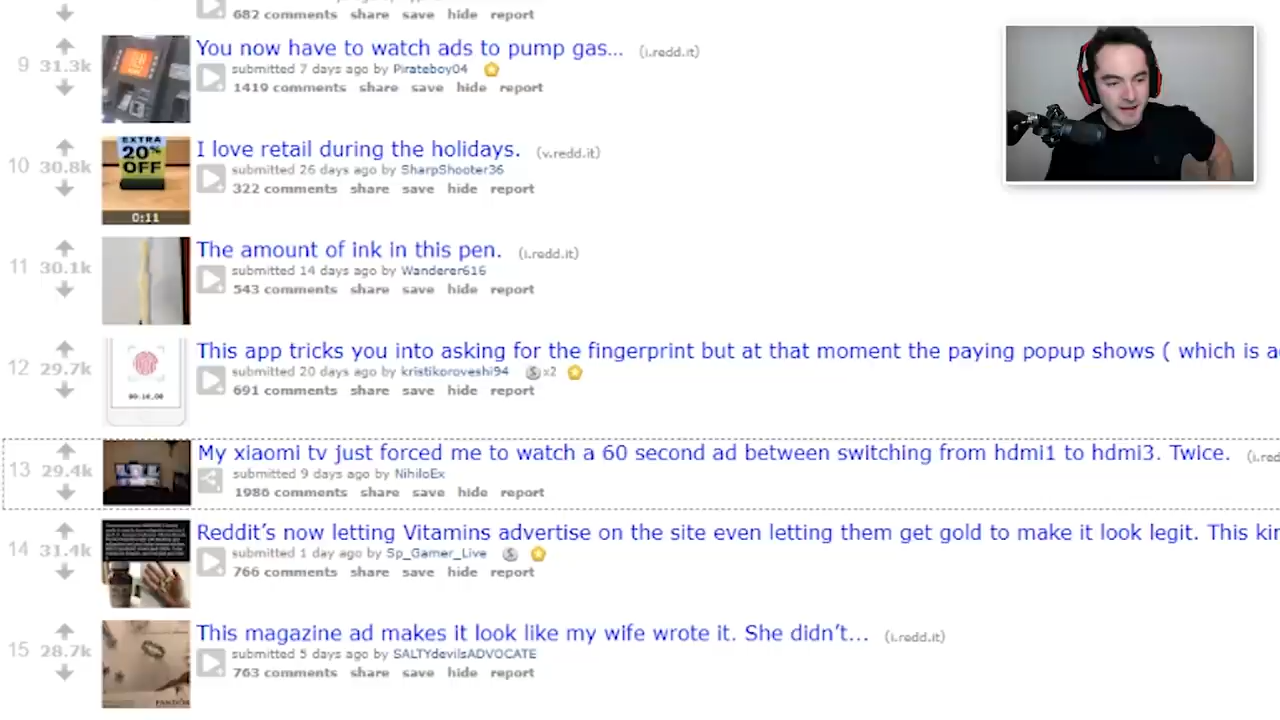 682 comments share save hide report
9 31.3k You now have to watch ads to pump gas... (i.redd.it)
submitted 7 days ago by Pirateboy04
1419 comments share save hide report
10 30.8k I love retail during the holidays. (v.redd.it)
submitted 26 days ago by SharpShooter36
322 comments share save hide report
EXTRA
20%
OFF
0:11
11 30.1k The amount of ink in this pen. (i.redd.it)
submitted 14 days ago by Wanderer616
543 comments share save hide report
12 29.7k This app tricks you into asking for the fingerprint but at that moment the paying popup shows ( which is
submitted 20 days ago by kristikoroveshi94 x2
691 comments share save hide report
13 29.4k My xiaomi tv just forced me to watch a 60 second ad between switching from hdmi1 to hdmi3. Twice. (i.red
submitted 9 days ago by NihiloEx
1986 comments share save hide report
14 31.4k Reddit's now letting Vitamins advertise on the site even letting them get gold to make it look legit. This
submitted 1 day ago by Sp_Gamer_Live
766 comments share save hide report
15 28.7k This magazine ad makes it look like my wife wrote it. She didn't... (i.redd.it)
submitted 5 days ago by SALTYdevilsADVOCATE
763 comments share save hide report